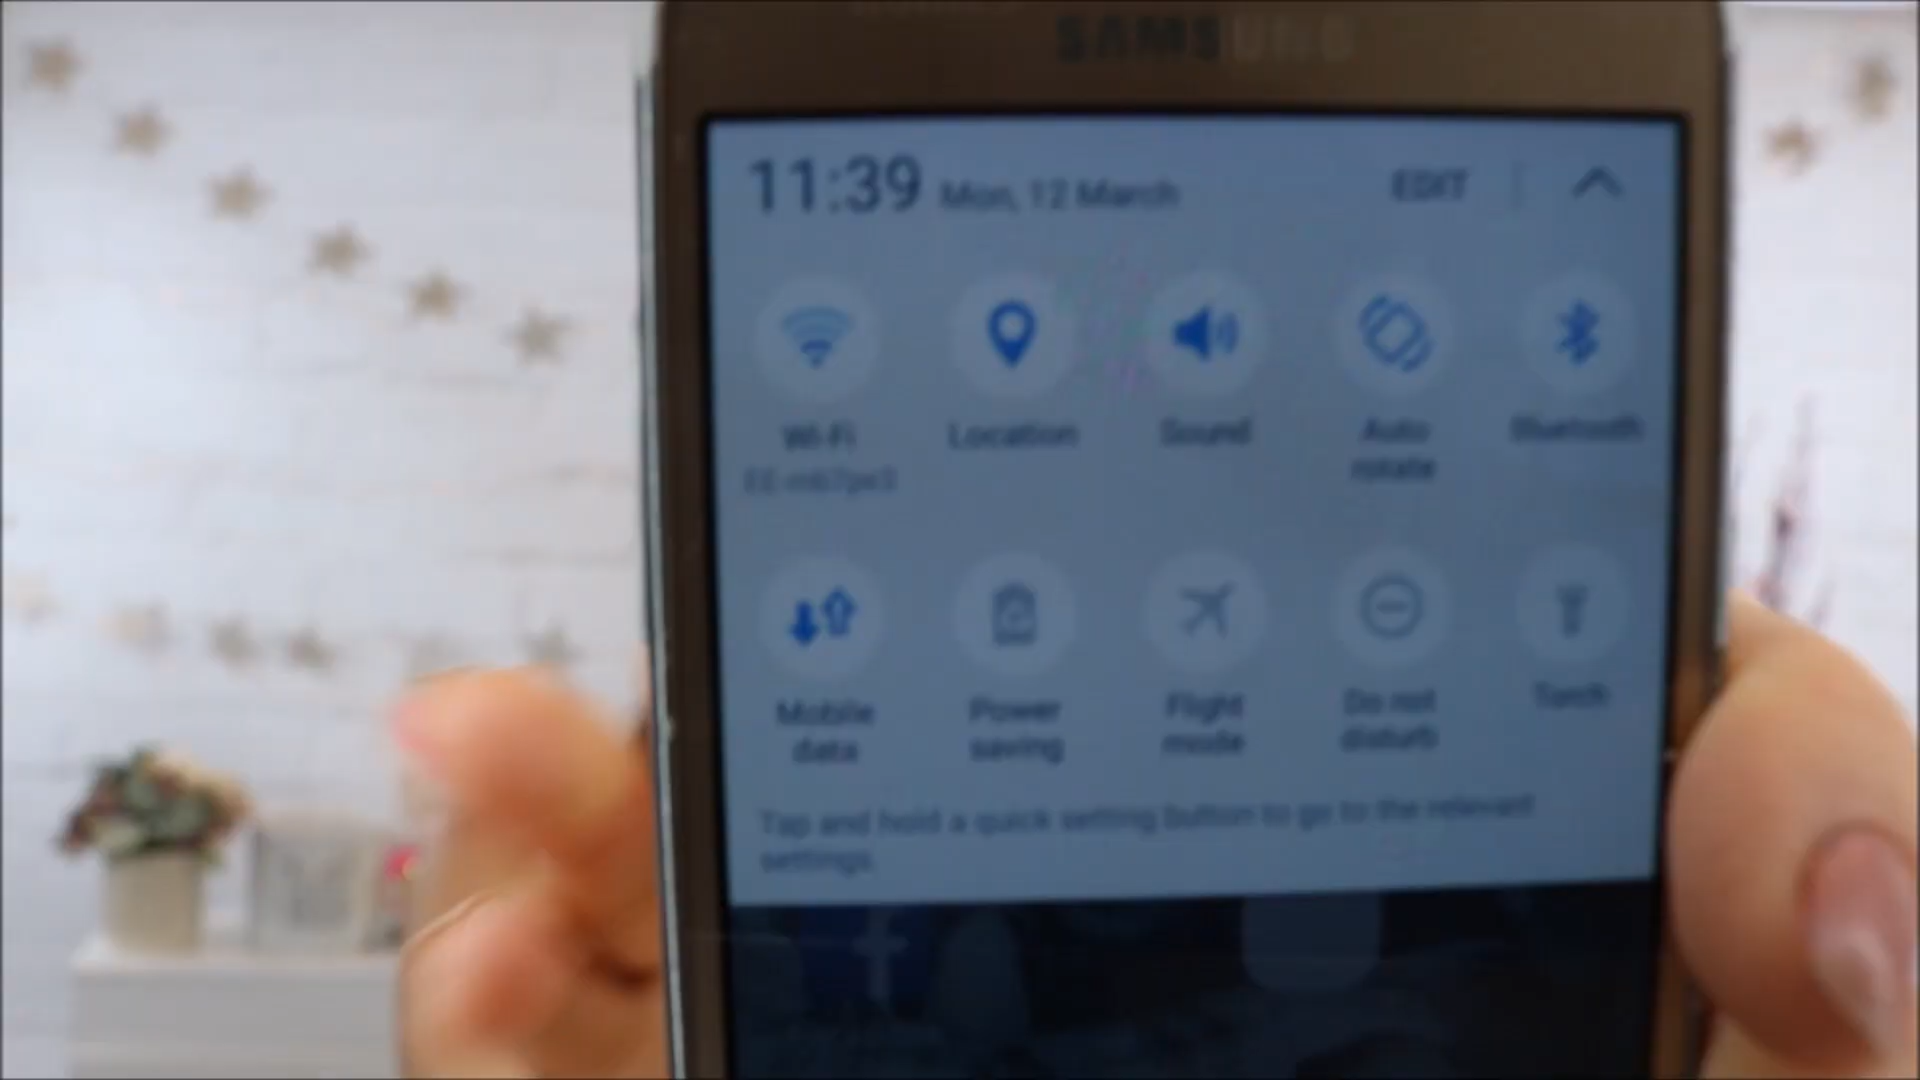 SAMSUNG
11:39 Mon, 12 March EDIT
Wi-Fi Location Sound Auto rotate Bluetooth
Mobile data Power saving Flight mode Do not disturb Torch
Tap and hold a quick setting button to go to the relevant
settings.